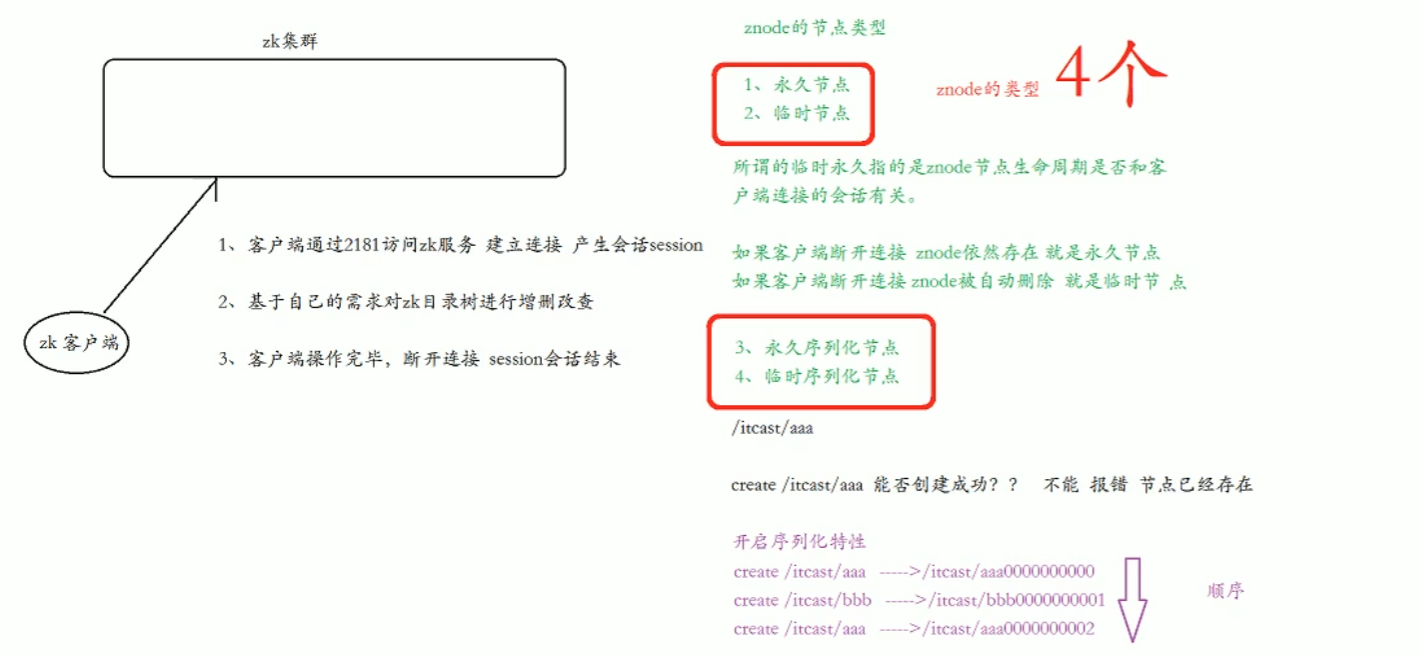 zk集群
zk 客户端
1、客户端通过2181访问zk服务 建立连接 产生会话session
2、基于自己的需求对zk目录树进行增删改查
3、客户端操作完毕，断开连接 session会话结束
znode的节点类型
1、永久节点
2、临时节点
znode的类型 4个
所谓的临时永久指的是znode节点生命周期是否和客
户端连接的会话有关。
如果客户端断开连接 znode依然存在 就是永久节点
如果客户端断开连接 znode被自动删除 就是临时节 点
3、永久序列化节点
4、临时序列化节点
/itcast/aaa
create /itcast/aaa 能否创建成功？？ 不能 报错 节点已经存在
开启序列化特性
create /itcast/aaa ----->/itcast/aaa0000000000
create /itcast/bbb ----->/itcast/bbb0000000001
create /itcast/aaa ----->/itcast/aaa0000000002
顺序